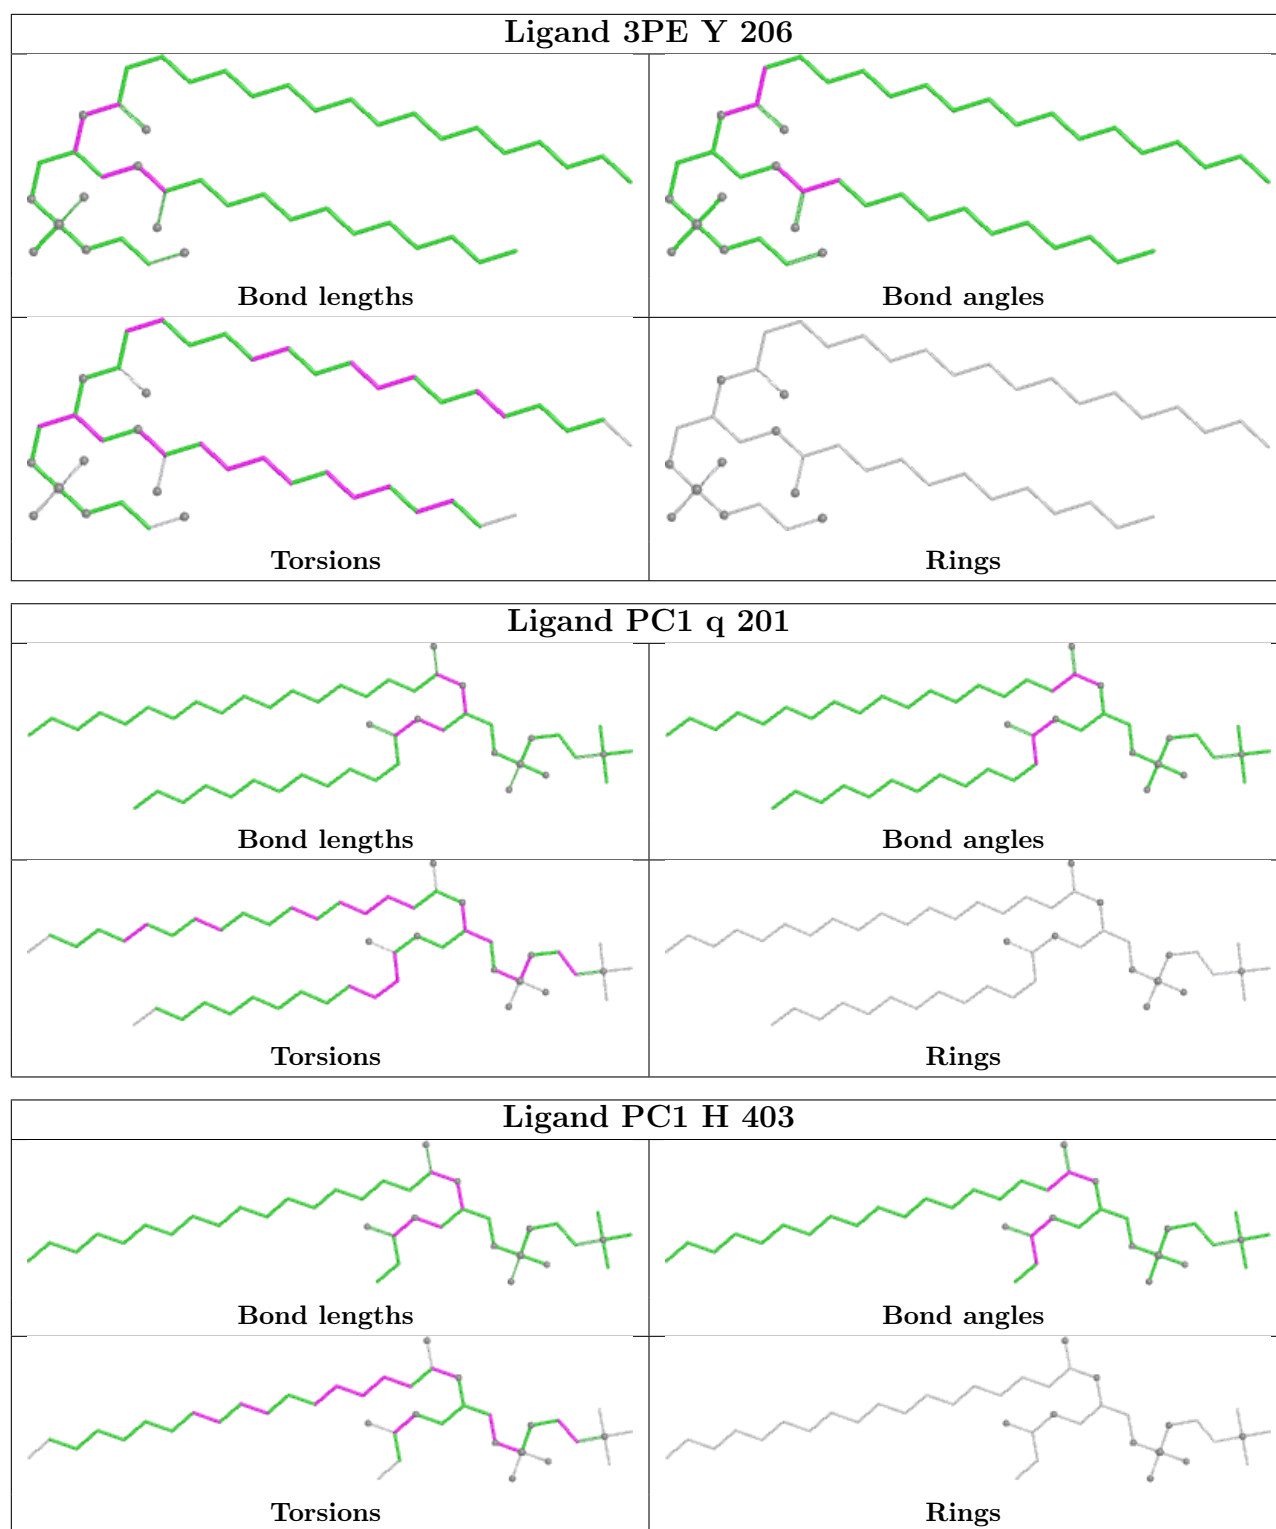 Ligand 3PE Y 206
Bond lengths
Bond angles
Torsions
Rings
Ligand PC1 q 201
Bond lengths
Bond angles
Torsions
Rings
Ligand PC1 H 403
Bond lengths
Bond angles
Torsions
Rings